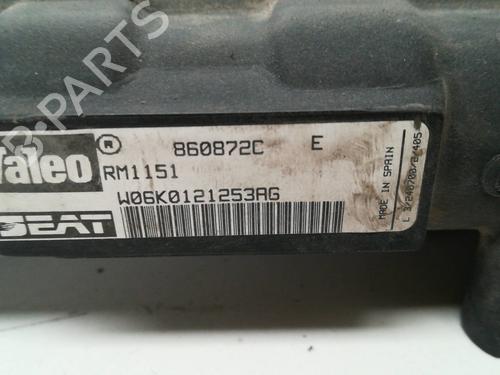 Valeo ® 860872C E
RM1151
W06K0121253AG
SEAT
MADE IN SPAIN
B-PARTS